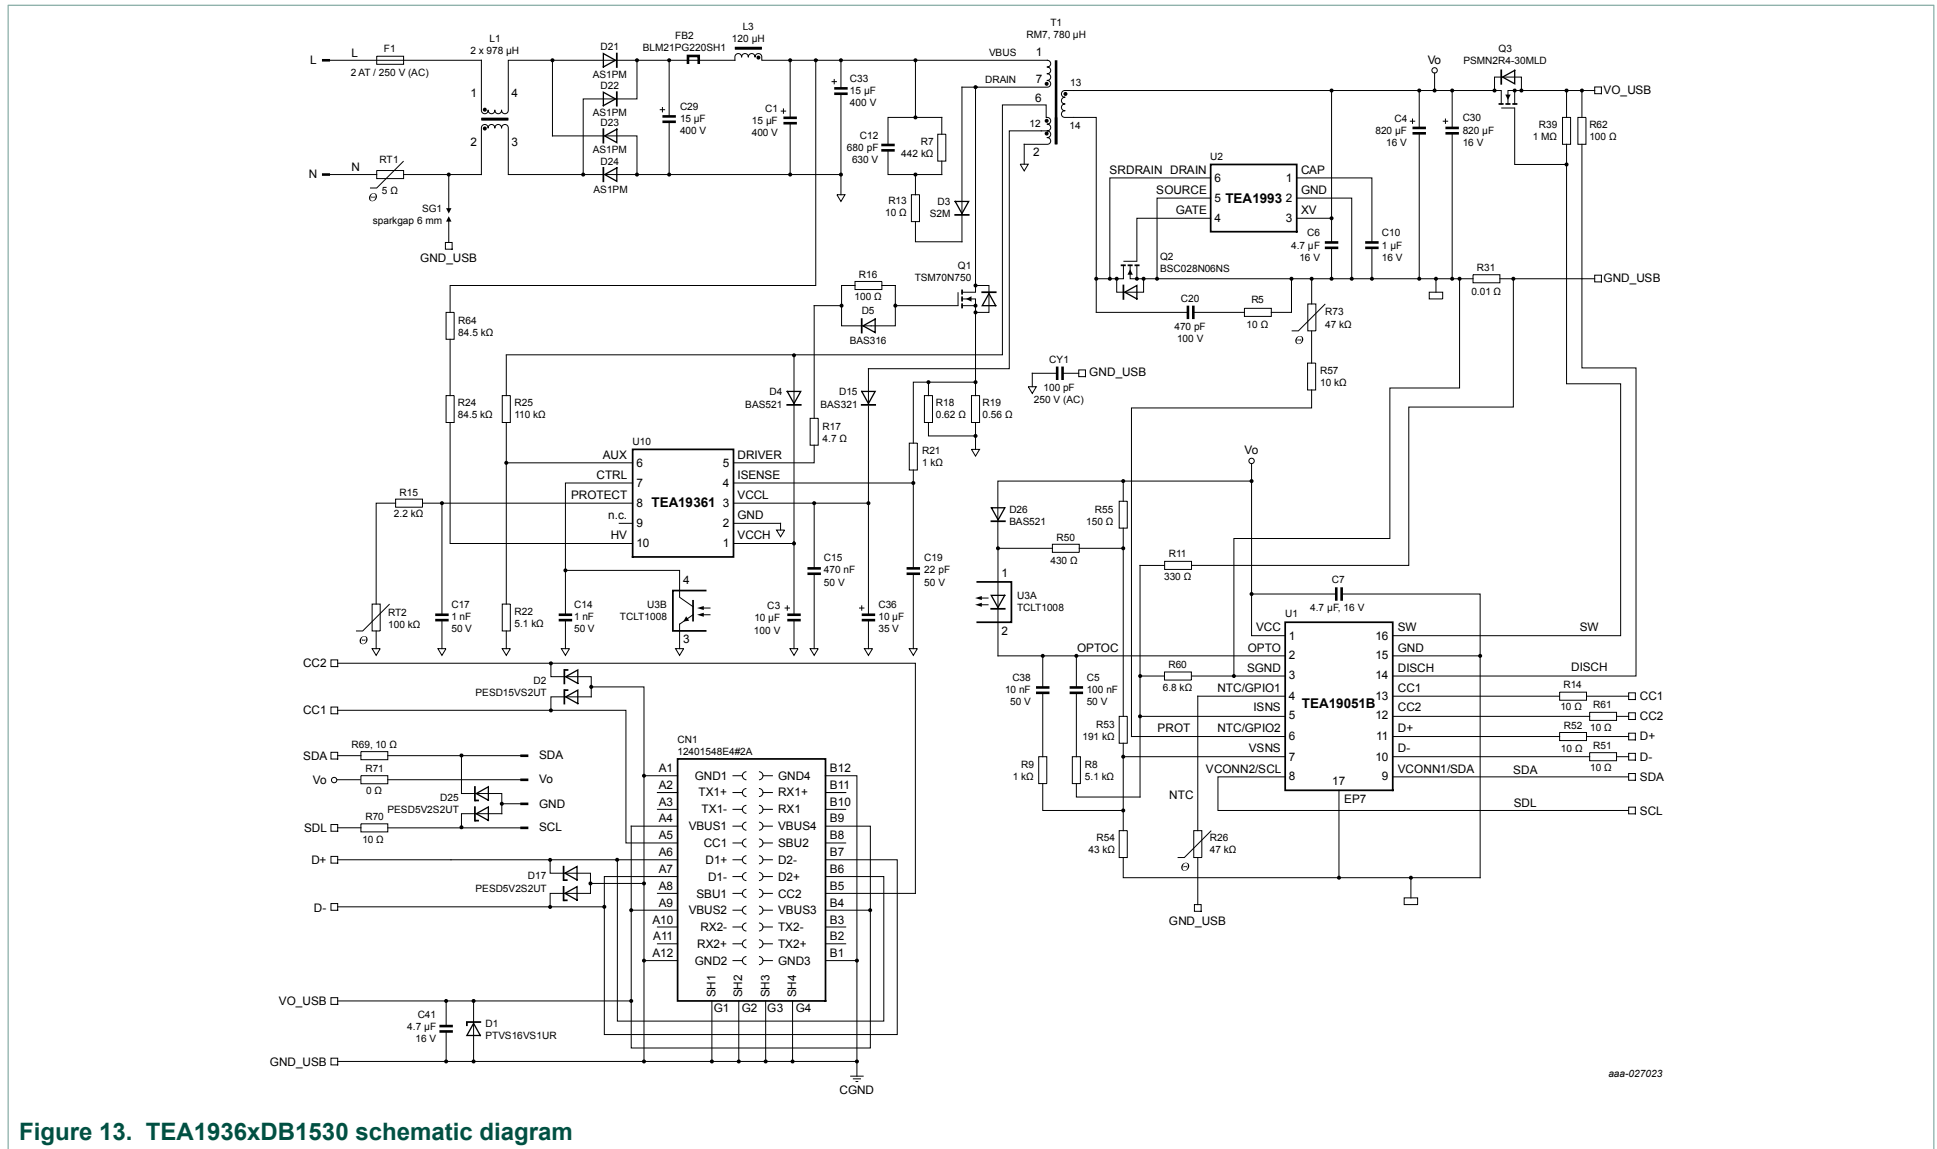 L
L
F1
2 AT / 250 V (AC)
L1
2 x 978 µH
1
4
2
3
N
N
RT1
5 Ω
Θ
SG1
sparkgap 6 mm
GND_USB
D21
AS1PM
D22
AS1PM
D23
AS1PM
D24
AS1PM
FB2
BLM21PG220SH1
L3
120 µH
C29
15 µF
400 V
C1
15 µF
400 V
C33
15 µF
400 V
C12
680 pF
630 V
R7
442 kΩ
R13
10 Ω
D3
S2M
T1
RM7, 780 µH
VBUS
1
DRAIN
7
6
12
2
13
14
Vo
Q3
PSMN2R4-30MLD
VO_USB
C4
820 µF
16 V
C30
820 µF
16 V
R39
1 MΩ
R62
100 Ω
U2
SRDRAIN
DRAIN
6
1
CAP
SOURCE
5
TEA1993
2
GND
GATE
4
3
XV
C6
4.7 µF
16 V
C10
1 µF
16 V
Q2
BSC028N06NS
R31
0.01 Ω
GND_USB
C20
470 pF
100 V
R5
10 Ω
R73
47 kΩ
Θ
R57
10 kΩ
Q1
TSM70N750
R16
100 Ω
D5
BAS316
R64
84.5 kΩ
R24
84.5 kΩ
R25
110 kΩ
D4
BAS521
D15
BAS321
R17
4.7 Ω
R18
0.62 Ω
R19
0.56 Ω
R21
1 kΩ
CY1
GND_USB
100 pF
250 V (AC)
U10
AUX
6
5
DRIVER
CTRL
7
4
ISENSE
PROTECT
8
TEA19361
3
VCCL
n.c.
9
2
GND
HV
10
1
VCCH
R15
2.2 kΩ
RT2
100 kΩ
Θ
C17
1 nF
50 V
R22
5.1 kΩ
C14
1 nF
50 V
4
U3B
TCLT1008
3
C3
10 µF
100 V
C15
470 nF
50 V
C36
10 µF
35 V
C19
22 pF
50 V
Vo
D26
BAS521
R55
150 Ω
R50
430 Ω
R11
330 Ω
1
U3A
TCLT1008
2
C7
4.7 µF, 16 V
U1
OPTOC
VCC
1
16
SW
SW
OPTO
2
15
GND
SGND
3
14
DISCH
DISCH
NTC/GPIO1
4
TEA19051B
13
CC1
ISNS
5
12
CC2
PROT
NTC/GPIO2
6
11
D+
VSNS
7
10
D-
VCONN2/SCL
8
17
9
VCONN1/SDA
SDA
EP7
SDL
R60
6.8 kΩ
C38
10 nF
50 V
C5
100 nF
50 V
R53
191 kΩ
R9
1 kΩ
R8
5.1 kΩ
R54
43 kΩ
NTC
R26
47 kΩ
Θ
GND_USB
R14
10 Ω
CC1
R61
10 Ω
CC2
R52
10 Ω
D+
R51
10 Ω
D-
SDA
SCL
CC2
D2
PESD15VS2UT
CC1
SDA
R69, 10 Ω
SDA
Vo
R71
0 Ω
Vo
D25
PESD5V2S2UT
GND
SDL
R70
10 Ω
SCL
D+
D17
PESD5V2S2UT
D-
CN1
12401548E4#2A
A1
GND1
GND4
B12
A2
TX1+
RX1+
B11
A3
TX1-
RX1
B10
A4
VBUS1
VBUS4
B9
A5
CC1
SBU2
B8
A6
D1+
D2-
B7
A7
D1-
D2+
B6
A8
SBU1
CC2
B5
A9
VBUS2
VBUS3
B4
A10
RX2-
TX2-
B3
A11
RX2+
TX2+
B2
A12
GND2
GND3
B1
SH1
SH2
SH3
SH4
G1
G2
G3
G4
VO_USB
C41
4.7 µF
16 V
D1
PTVS16VS1UR
GND_USB
CGND
aaa-027023
Figure 13. TEA1936xDB1530 schematic diagram